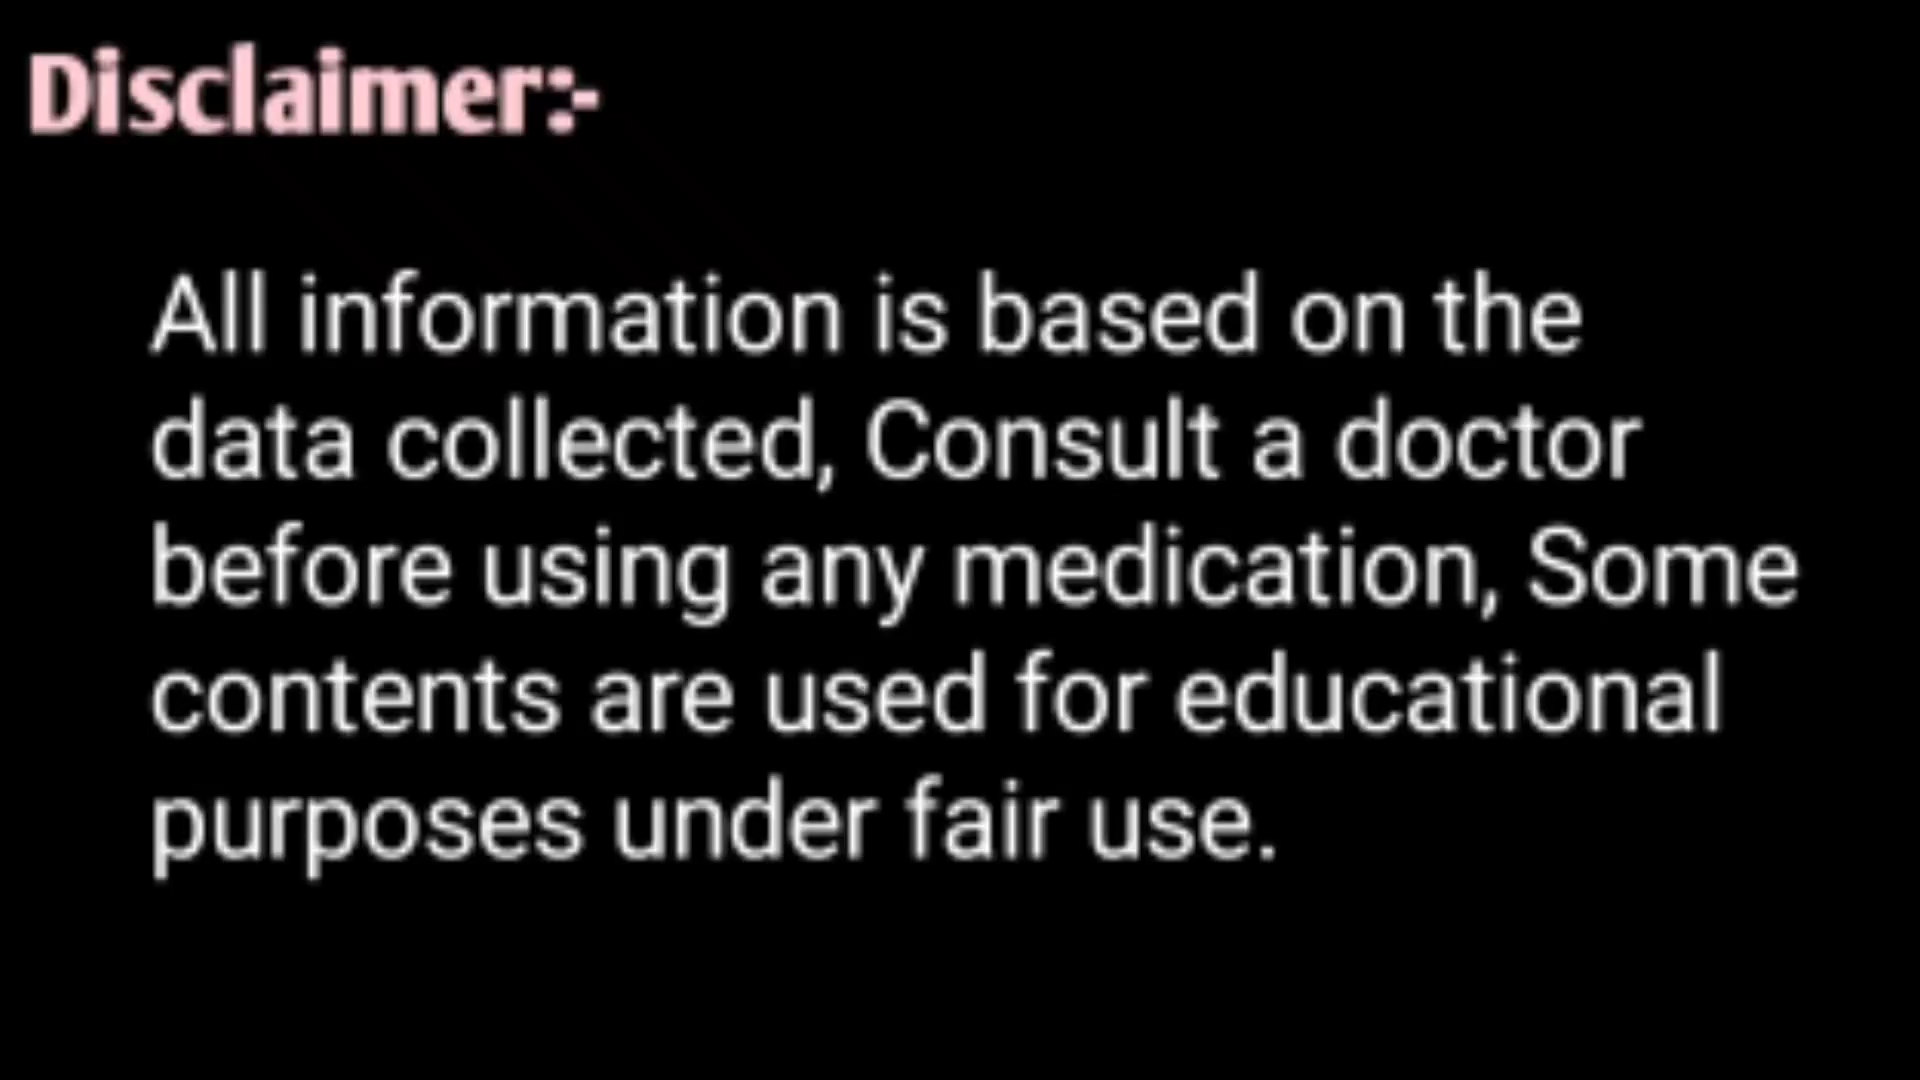 Disclaimer:-
All information is based on the
data collected, Consult a doctor
before using any medication, Some
contents are used for educational
purposes under fair use.